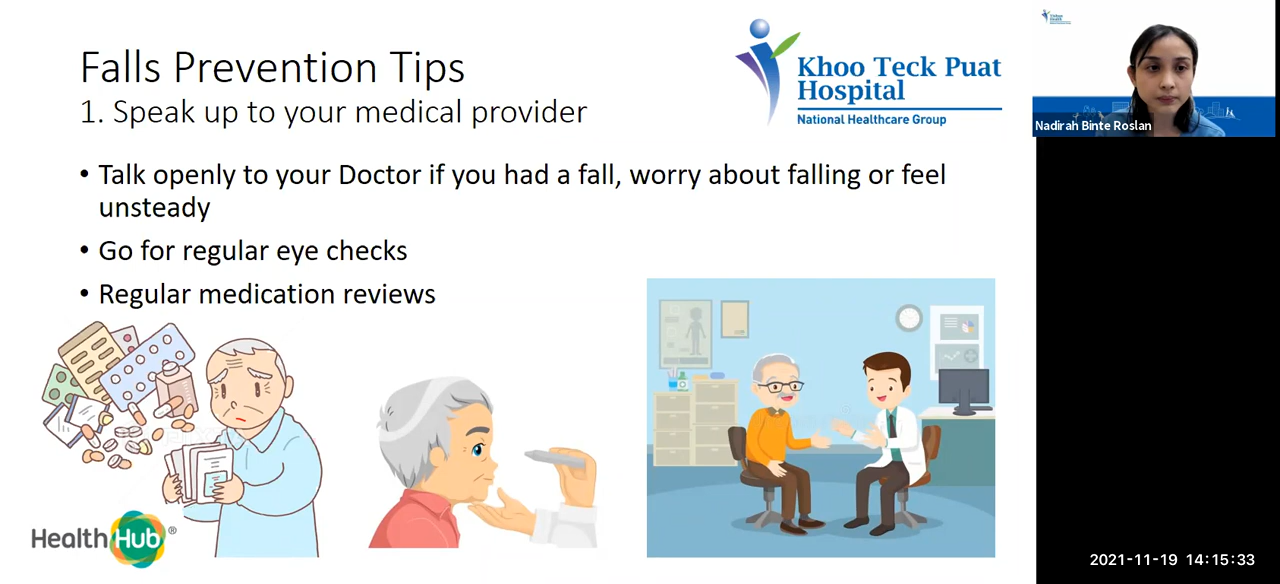 Falls Prevention Tips
1. Speak up to your medical provider
Khoo Teck Puat
Hospital
National Healthcare Group
• Talk openly to your Doctor if you had a fall, worry about falling or feel
unsteady
• Go for regular eye checks
• Regular medication reviews
HealthHub®
Nadirah Binte Roslan
2021-11-19 14:15:33